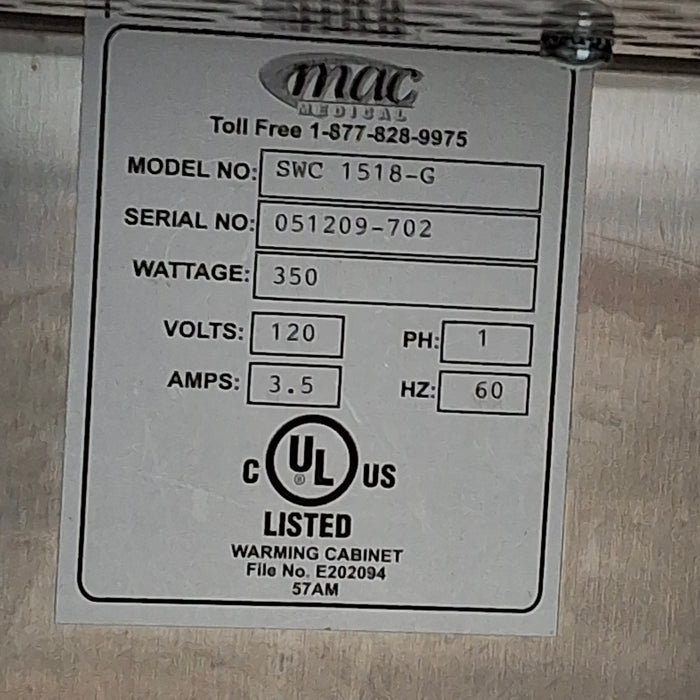 mac
MEDICAL
Toll Free 1-877-828-9975
MODEL NO: SWC 1518-G
SERIAL NO: 051209-702
WATTAGE: 350
VOLTS: 120 PH: 1
AMPS: 3.5 HZ: 60
C UL ® US
LISTED
WARMING CABINET
File No. E202094
57AM